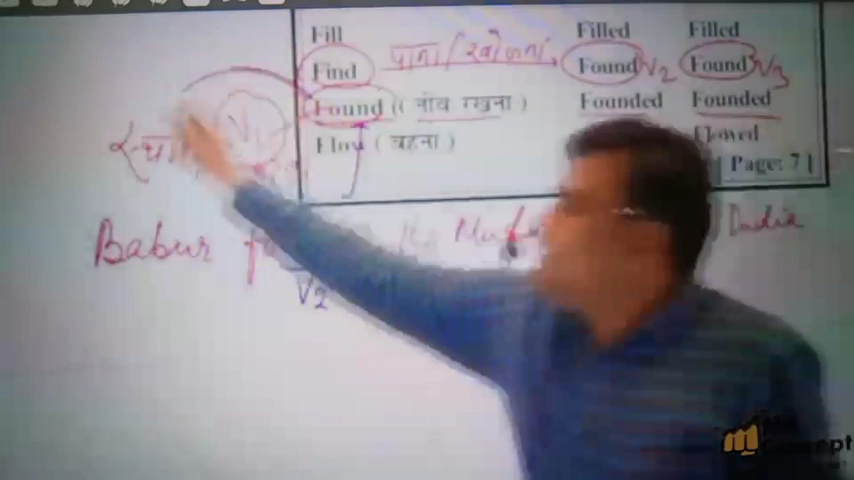 Fill Filled Filled
Find पाना / खोजना Found V2 Found V3
Found (( नींव रखना ) Founded Founded
V1
Flow ( बहना ) Flowed
Page: 7]
Babur India
V2